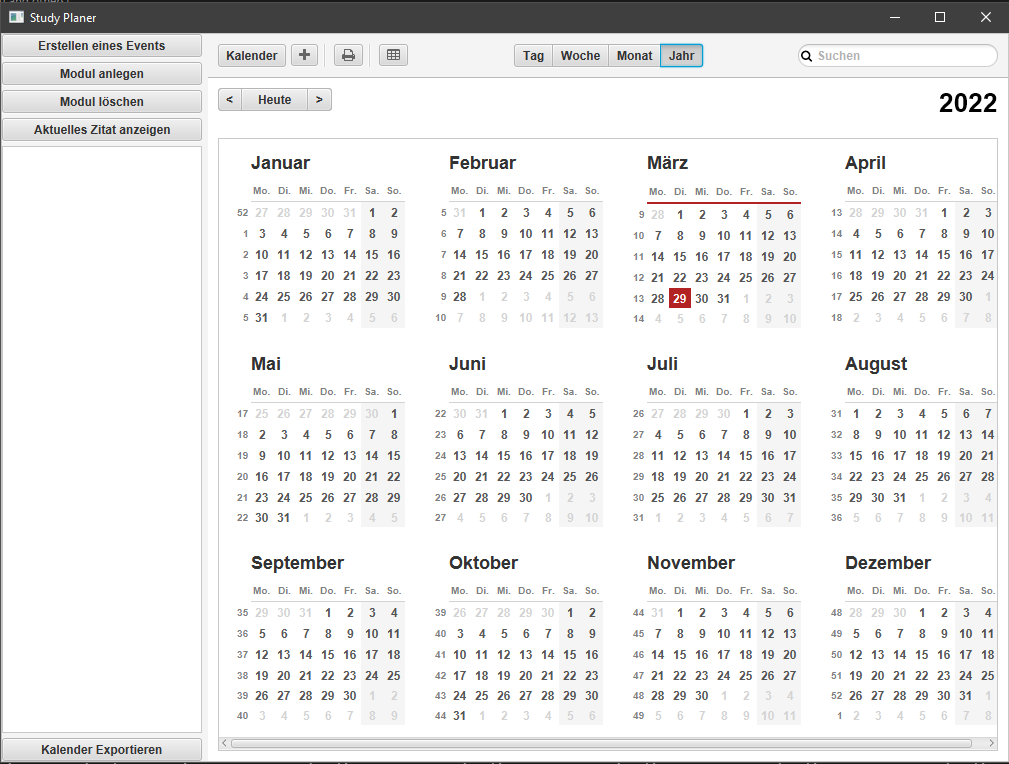 Study Planer
Erstellen eines Events
Modul anlegen
Modul löschen
Aktuelles Zitat anzeigen
Kalender Exportieren
Kalender + Tag Woche Monat Jahr Suchen
< Heute > 2022
Januar Februar März April
Mo. Di. Mi. Do. Fr. Sa. So. Mo. Di. Mi. Do. Fr. Sa. So. Mo. Di. Mi. Do. Fr. Sa. So. Mo. Di. Mi. Do. Fr. Sa. So.
52 27 28 29 30 31 1 2 5 31 1 2 3 4 5 6 9 28 1 2 3 4 5 6 13 28 29 30 31 1 2 3
1 3 4 5 6 7 8 9 6 7 8 9 10 11 12 13 10 7 8 9 10 11 12 13 14 4 5 6 7 8 9 10
2 10 11 12 13 14 15 16 7 14 15 16 17 18 19 20 11 14 15 16 17 18 19 20 15 11 12 13 14 15 16 17
3 17 18 19 20 21 22 23 8 21 22 23 24 25 26 27 12 21 22 23 24 25 26 27 16 18 19 20 21 22 23 24
4 24 25 26 27 28 29 30 9 28 1 2 3 4 5 6 13 28 29 30 31 1 2 3 17 25 26 27 28 29 30 1
5 31 1 2 3 4 5 6 10 7 8 9 10 11 12 13 14 4 5 6 7 8 9 10 18 2 3 4 5 6 7 8
Mai Juni Juli August
Mo. Di. Mi. Do. Fr. Sa. So. Mo. Di. Mi. Do. Fr. Sa. So. Mo. Di. Mi. Do. Fr. Sa. So. Mo. Di. Mi. Do. Fr. Sa. So.
17 25 26 27 28 29 30 1 22 30 31 1 2 3 4 5 26 27 28 29 30 1 2 3 31 1 2 3 4 5 6 7
18 2 3 4 5 6 7 8 23 6 7 8 9 10 11 12 27 4 5 6 7 8 9 10 32 8 9 10 11 12 13 14
19 9 10 11 12 13 14 15 24 13 14 15 16 17 18 19 28 11 12 13 14 15 16 17 33 15 16 17 18 19 20 21
20 16 17 18 19 20 21 22 25 20 21 22 23 24 25 26 29 18 19 20 21 22 23 24 34 22 23 24 25 26 27 28
21 23 24 25 26 27 28 29 26 27 28 29 30 1 2 3 30 25 26 27 28 29 30 31 35 29 30 31 1 2 3 4
22 30 31 1 2 3 4 5 27 4 5 6 7 8 9 10 31 1 2 3 4 5 6 7 36 5 6 7 8 9 10 11
September Oktober November Dezember
Mo. Di. Mi. Do. Fr. Sa. So. Mo. Di. Mi. Do. Fr. Sa. So. Mo. Di. Mi. Do. Fr. Sa. So. Mo. Di. Mi. Do. Fr. Sa. So.
35 29 30 31 1 2 3 4 39 26 27 28 29 30 1 2 44 31 1 2 3 4 5 6 48 28 29 30 1 2 3 4
36 5 6 7 8 9 10 11 40 3 4 5 6 7 8 9 45 7 8 9 10 11 12 13 49 5 6 7 8 9 10 11
37 12 13 14 15 16 17 18 41 10 11 12 13 14 15 16 46 14 15 16 17 18 19 20 50 12 13 14 15 16 17 18
38 19 20 21 22 23 24 25 42 17 18 19 20 21 22 23 47 21 22 23 24 25 26 27 51 19 20 21 22 23 24 25
39 26 27 28 29 30 1 2 43 24 25 26 27 28 29 30 48 28 29 30 1 2 3 4 52 26 27 28 29 30 31 1
40 3 4 5 6 7 8 9 44 31 1 2 3 4 5 6 49 5 6 7 8 9 10 11 1 2 3 4 5 6 7 8